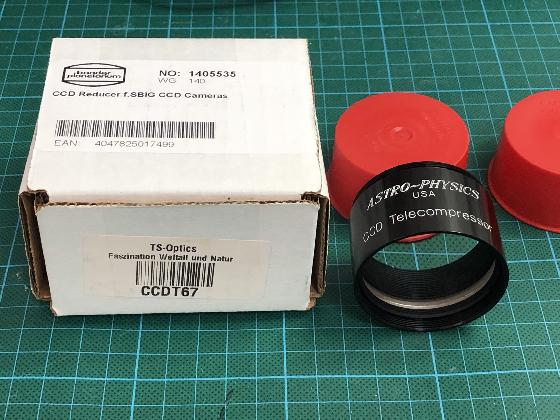 baader
planetarium
NO: 1405535
WG 140
CCD Reducer f.SBIG CCD Cameras
EAN: 4047825017499
TS-Optics
Faszination Weltall und Natur
CCDT67
ASTRO-PHYSICS
USA
CCD Telecompressor